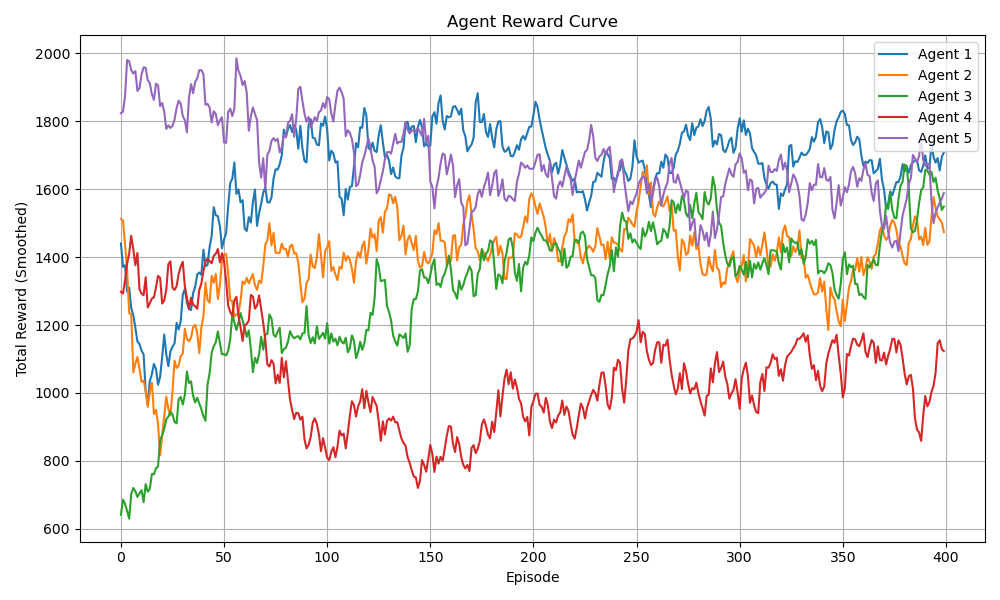 Agent Reward Curve
Total Reward (Smoothed)
2000
1800
1600
1400
1200
1000
800
600
0
50
100
150
200
250
300
350
400
Episode
Agent 1
Agent 2
Agent 3
Agent 4
Agent 5